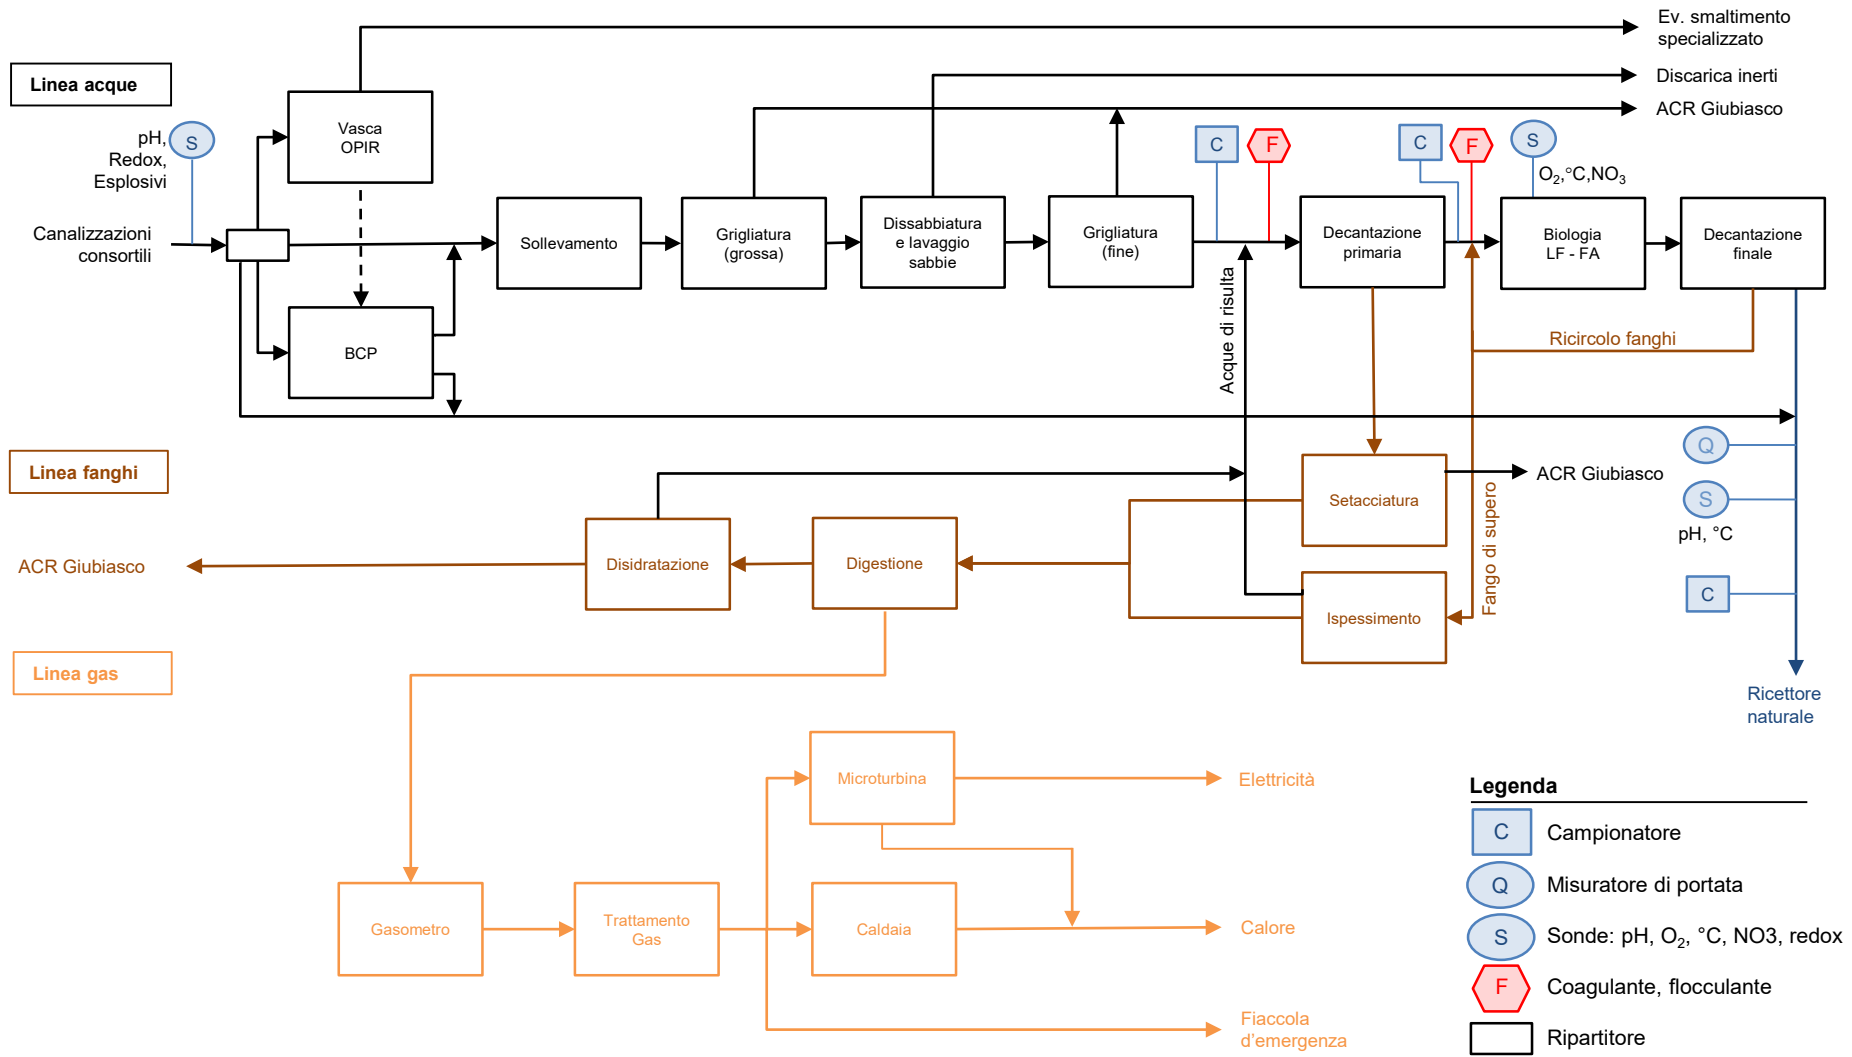 Ev. smaltimento
specializzato
Linea acque
Discarica inerti
ACR Giubiasco
pH,
Redox,
Esplosivi
S
Vasca
OPIR
C
F
C
F
S
O₂,°C,NO₃
Canalizzazioni
consortili
Sollevamento
Grigliatura
(grossa)
Dissabbiatura
e lavaggio
sabbie
Grigliatura
(fine)
Decantazione
primaria
Biologia
LF - FA
Decantazione
finale
BCP
Acque di risulta
Ricircolo fanghi
Linea fanghi
Q
Setacciatura
ACR Giubiasco
S
pH, °C
Fango di supero
ACR Giubiasco
Disidratazione
Digestione
C
Ispessimento
Linea gas
Ricettore
naturale
Microturbina
Elettricità
Gasometro
Trattamento
Gas
Caldaia
Calore
Fiaccola
d'emergenza
Legenda
C Campionatore
Q Misuratore di portata
S Sonde: pH, O₂, °C, NO3, redox
F Coagulante, flocculante
Ripartitore